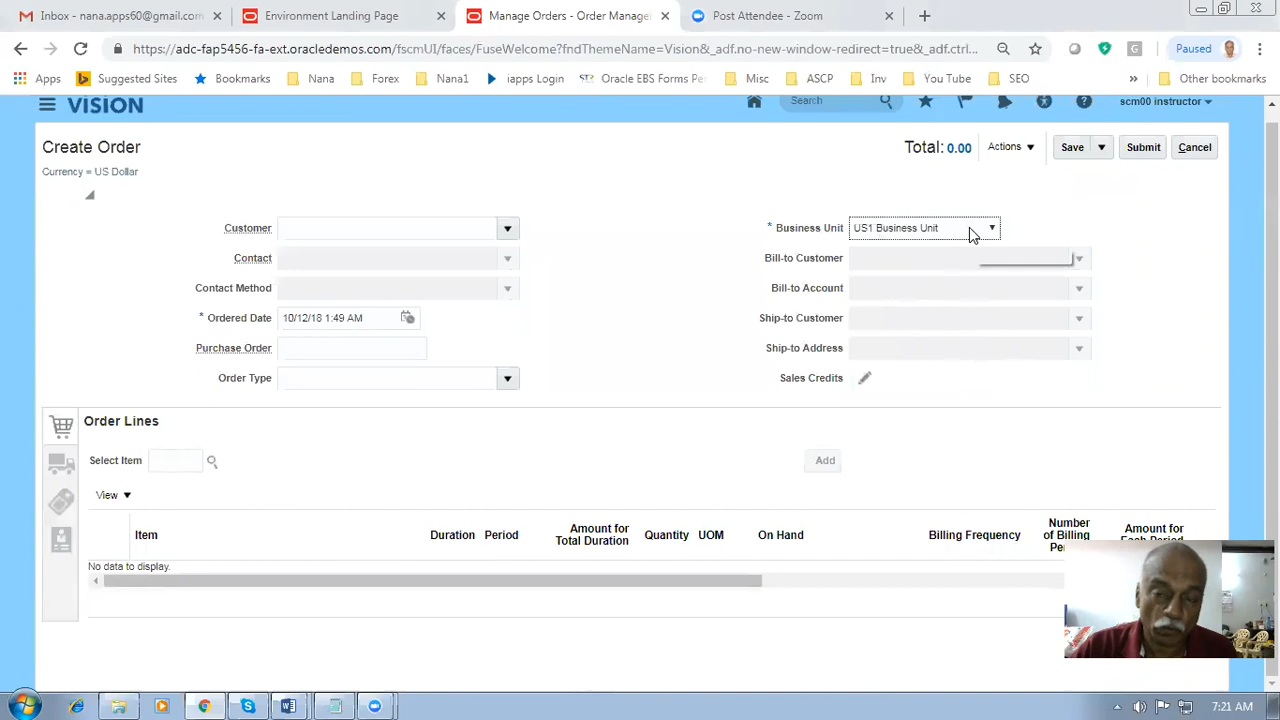 Inbox - nana.apps60@gmail.com
Environment Landing Page
Manage Orders - Order Manage
Post Attendee - Zoom
https://adc-fap5456-fa-ext.oracledemos.com/fscmUI/faces/FuseWelcome?fndThemeName=Vision&_adf.no-new-window-redirect=true&_adf.ctrl...
Paused
Apps
Suggested Sites
Bookmarks
Nana
Forex
Nana1
iapps Login
Oracle EBS Forms Pe
Misc
ASCP
Inv
You Tube
SEO
Other bookmarks
VISION
Search
scm00 instructor
Create Order
Total: 0.00
Actions
Save
Submit
Cancel
Currency = US Dollar
Customer
* Business Unit
US1 Business Unit
Contact
Bill-to Customer
Contact Method
Bill-to Account
* Ordered Date
10/12/18 1:49 AM
Ship-to Customer
Purchase Order
Ship-to Address
Order Type
Sales Credits
Order Lines
Select Item
Add
View
Item
Duration
Period
Amount for
Total Duration
Quantity
UOM
On Hand
Billing Frequency
Number
of Billing
Pe
Amount for
Each Period
No data to display.
7:21 AM